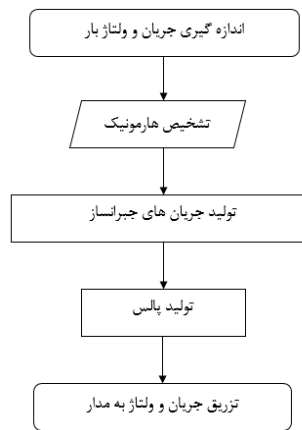 اندازه گیری جریان و ولتاژ بار
تشخیص هارمونیک
تولید جریان های جبرانساز
تولید پالس
تزریق جریان و ولتاژ به مدار